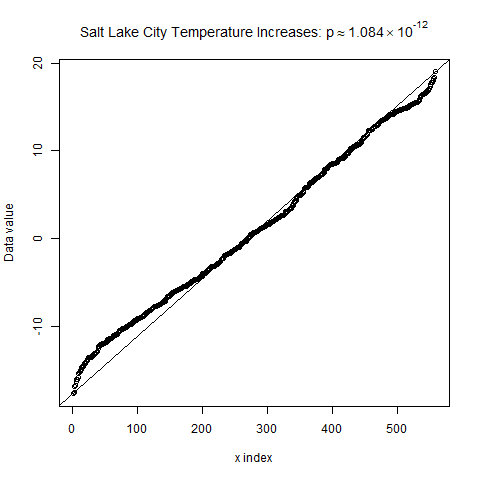 Salt Lake City Temperature Increases: p ≈ 1.084 × 10^-12
20
10
0
-10
Data value
0 100 200 300 400 500
x index